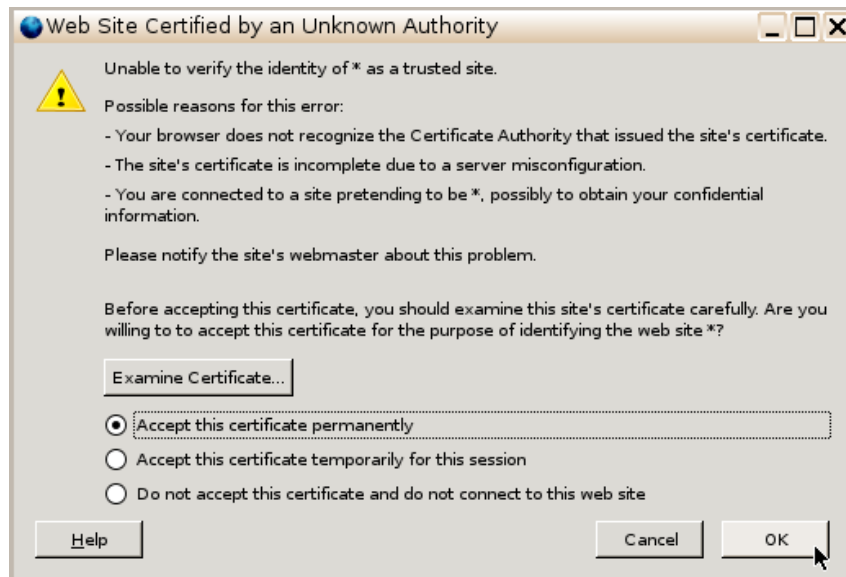 Web Site Certified by an Unknown Authority
Unable to verify the identity of * as a trusted site.
Possible reasons for this error:
- Your browser does not recognize the Certificate Authority that issued the site's certificate.
- The site's certificate is incomplete due to a server misconfiguration.
- You are connected to a site pretending to be *, possibly to obtain your confidential
information.
Please notify the site's webmaster about this problem.
Before accepting this certificate, you should examine this site's certificate carefully. Are you
willing to to accept this certificate for the purpose of identifying the web site *?
Examine Certificate...
Accept this certificate permanently
Accept this certificate temporarily for this session
Do not accept this certificate and do not connect to this web site
Help Cancel OK